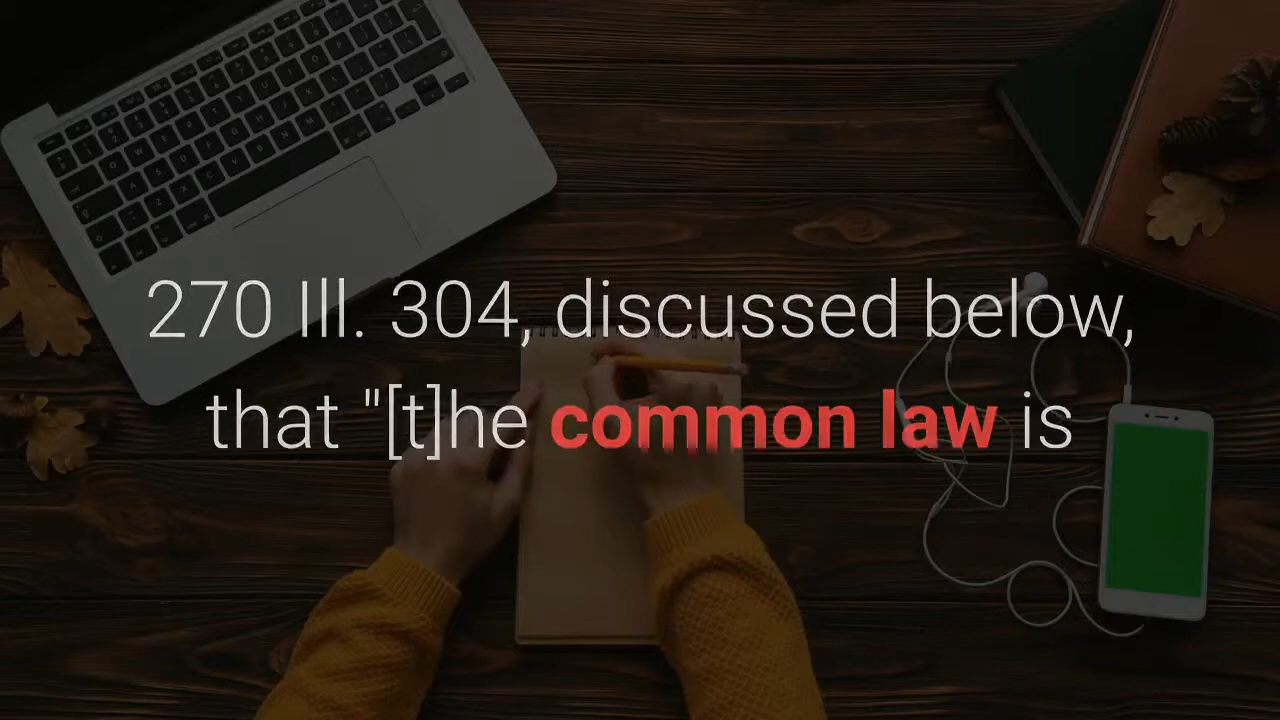 270 Ill. 304, discussed below,
that "[t]he common law is